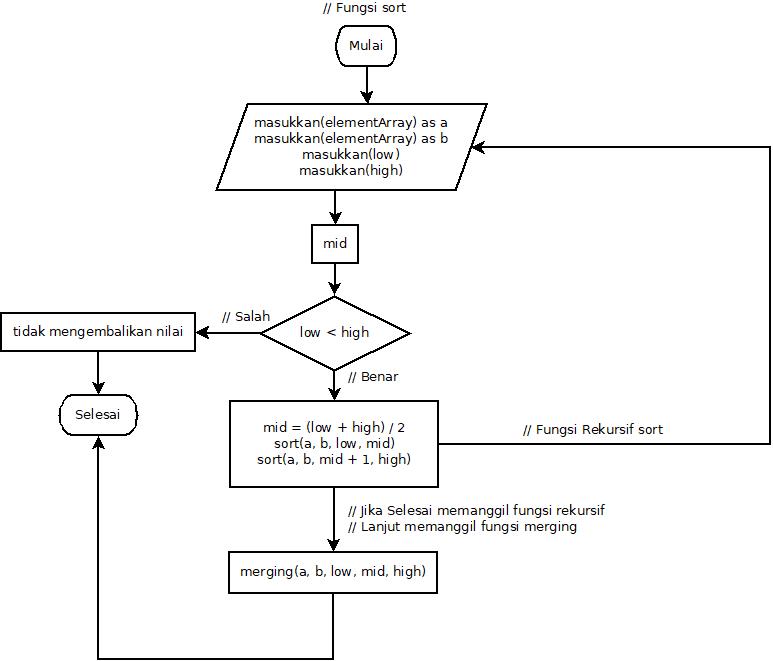 // Fungsi sort
Mulai
masukkan(elementArray) as a
masukkan(elementArray) as b
masukkan(low)
masukkan(high)
mid
low < high
// Salah
tidak mengembalikan nilai
Selesai
// Benar
mid = (low + high) / 2
sort(a, b, low, mid)
sort(a, b, mid + 1, high)
// Fungsi Rekursif sort
// Jika Selesai memanggil fungsi rekursif
// Lanjut memanggil fungsi merging
merging(a, b, low, mid, high)